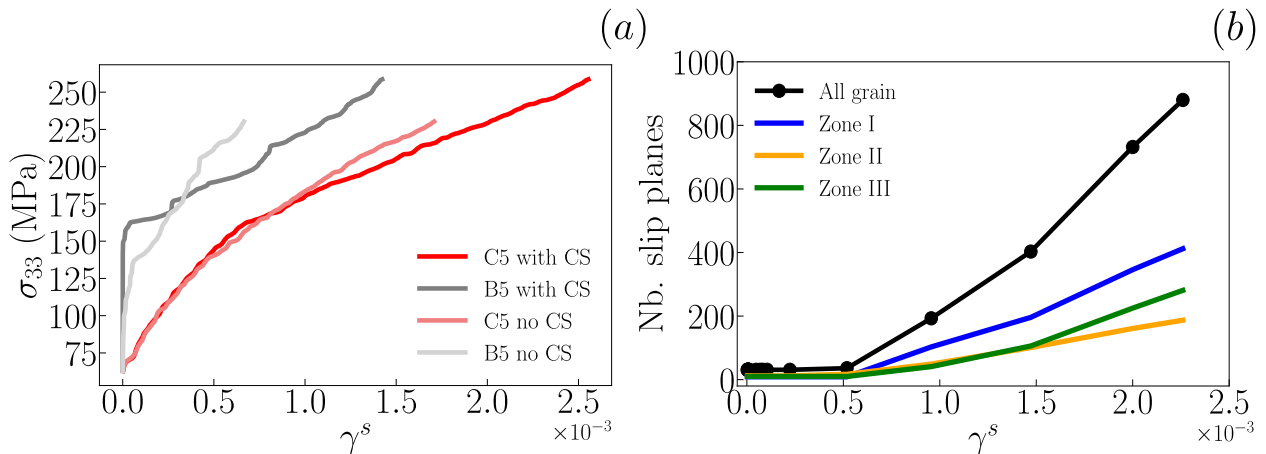 (a)
250
225
200
175
150
125
100
75
σ₃₃ (MPa)
C5 with CS
B5 with CS
C5 no CS
B5 no CS
0.0 0.5 1.0 1.5 2.0 2.5
×10⁻³
γˢ
(b)
1000
800
600
400
200
0
Nb. slip planes
All grain
Zone I
Zone II
Zone III
0.0 0.5 1.0 1.5 2.0 2.5
×10⁻³
γˢ